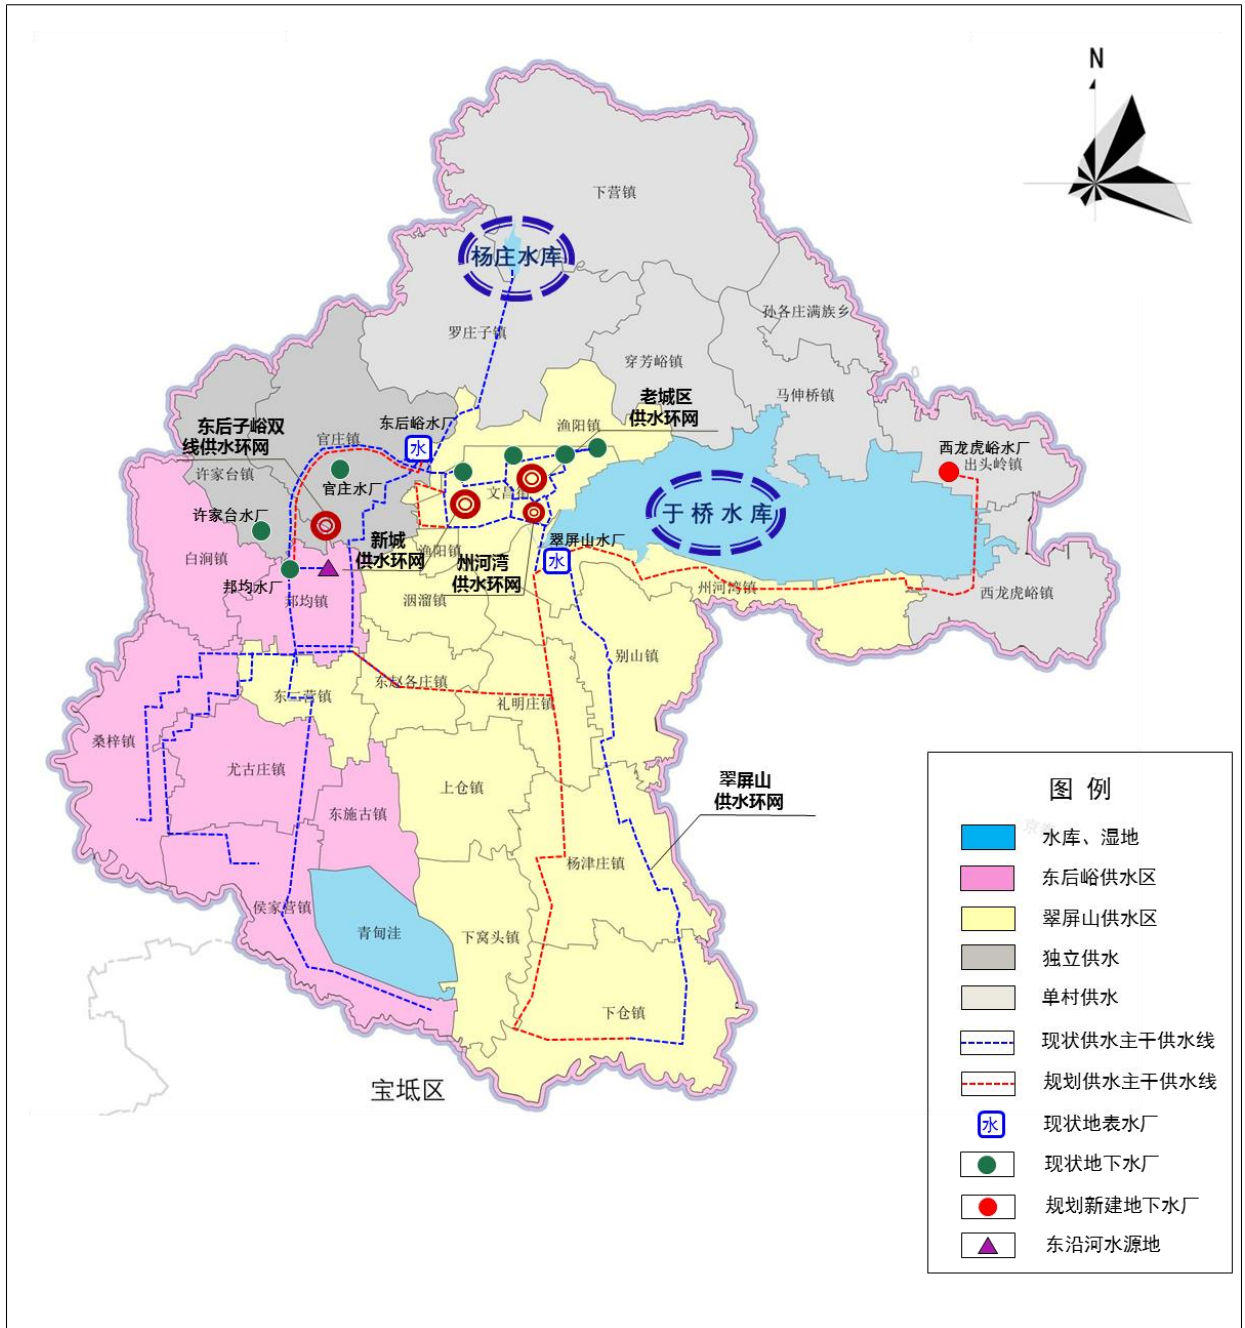 N
下营镇
杨庄水库
孙各庄满族乡
罗庄子镇
穿芳峪镇
马伸桥镇
老城区
供水环网
东后子峪双
线供水环网
东后峪水厂
渔阳镇
官庄镇
水
西龙虎峪水厂
出头岭镇
许家台镇
官庄水厂
文昌街
于桥水库
许家台水厂
新城
供水环网
渔阳镇
翠屏山水厂
水
白涧镇
州河湾
供水环网
邦均水厂
邦均镇
洇溜镇
州河湾镇
西龙虎峪镇
别山镇
东赵各庄镇
东二营镇
礼明庄镇
桑梓镇
尤古庄镇
上仓镇
翠屏山
供水环网
东施古镇
杨津庄镇
侯家营镇
青甸洼
下窝头镇
下仓镇
宝坻区
图例
水库、湿地
东后峪供水区
翠屏山供水区
独立供水
单村供水
现状供水主干供水线
规划供水主干供水线
水
现状地表水厂
现状地下水厂
规划新建地下水厂
东沿河水源地